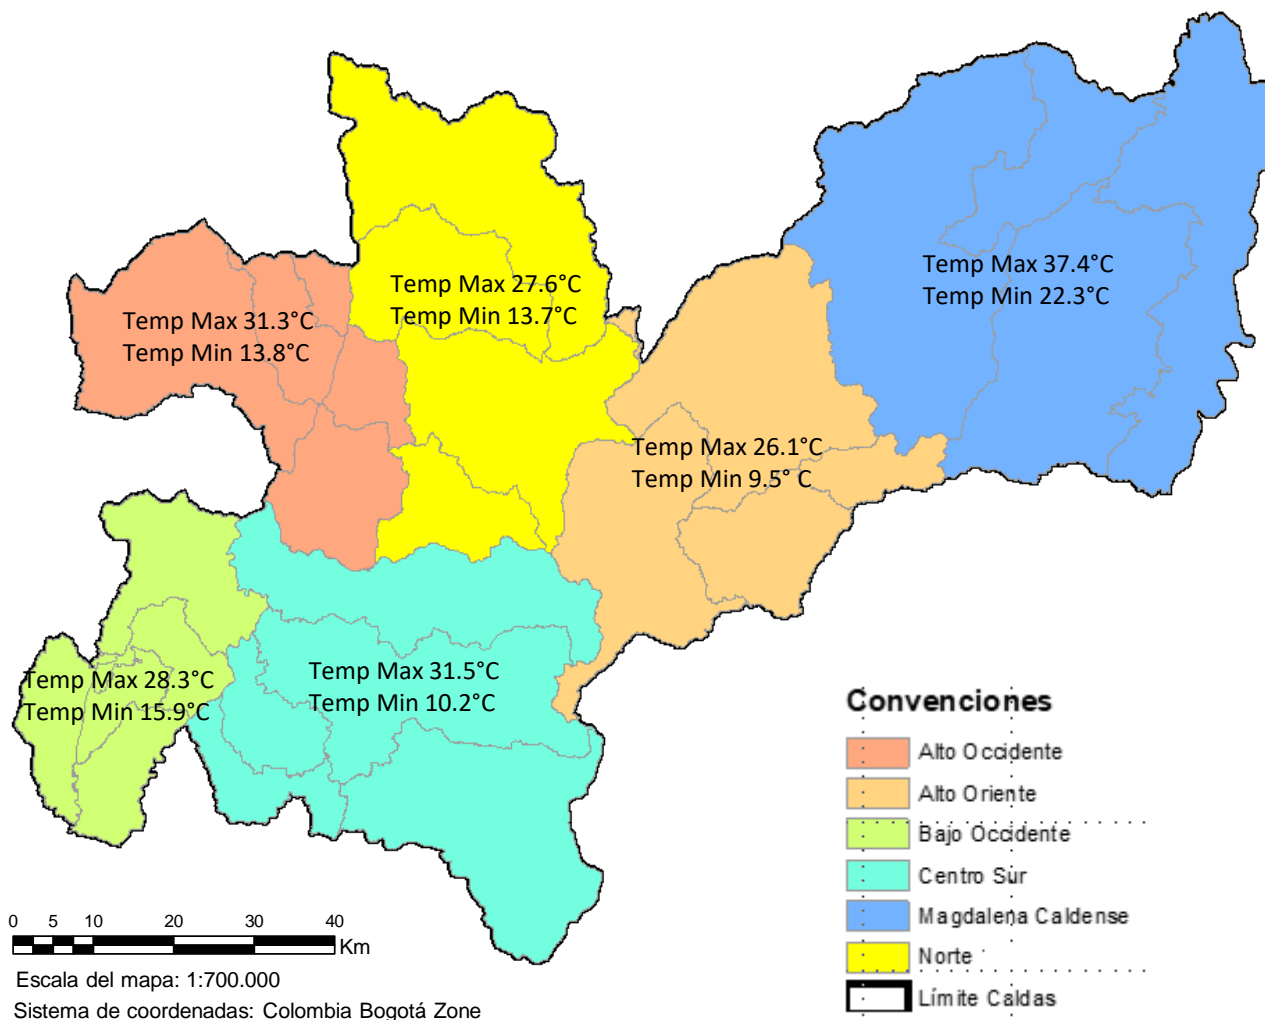 Temp Max 37.4°C
Temp Min 22.3°C
Temp Max 27.6°C
Temp Min 13.7°C
Temp Max 31.3°C
Temp Min 13.8°C
Temp Max 26.1°C
Temp Min 9.5° C
Temp Max 31.5°C
Temp Min 10.2°C
Temp Max 28.3°C
Temp Min 15.9°C
Convenciones
Alto Occidente
Alto Oriente
Bajo Occidente
Centro Sur
Magdalena Caldense
Norte
Límite Caldas
0 5 10 20 30 40
Km
Escala del mapa: 1:700.000
Sistema de coordenadas: Colombia Bogotá Zone